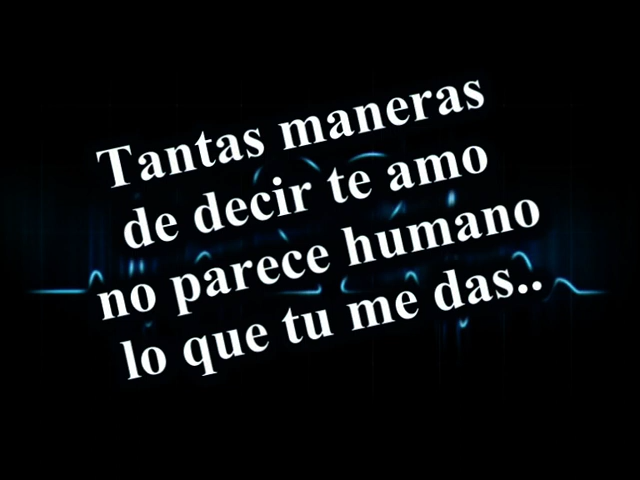 Tantas maneras
de decir te amo
no parece humano
lo que tu me das..